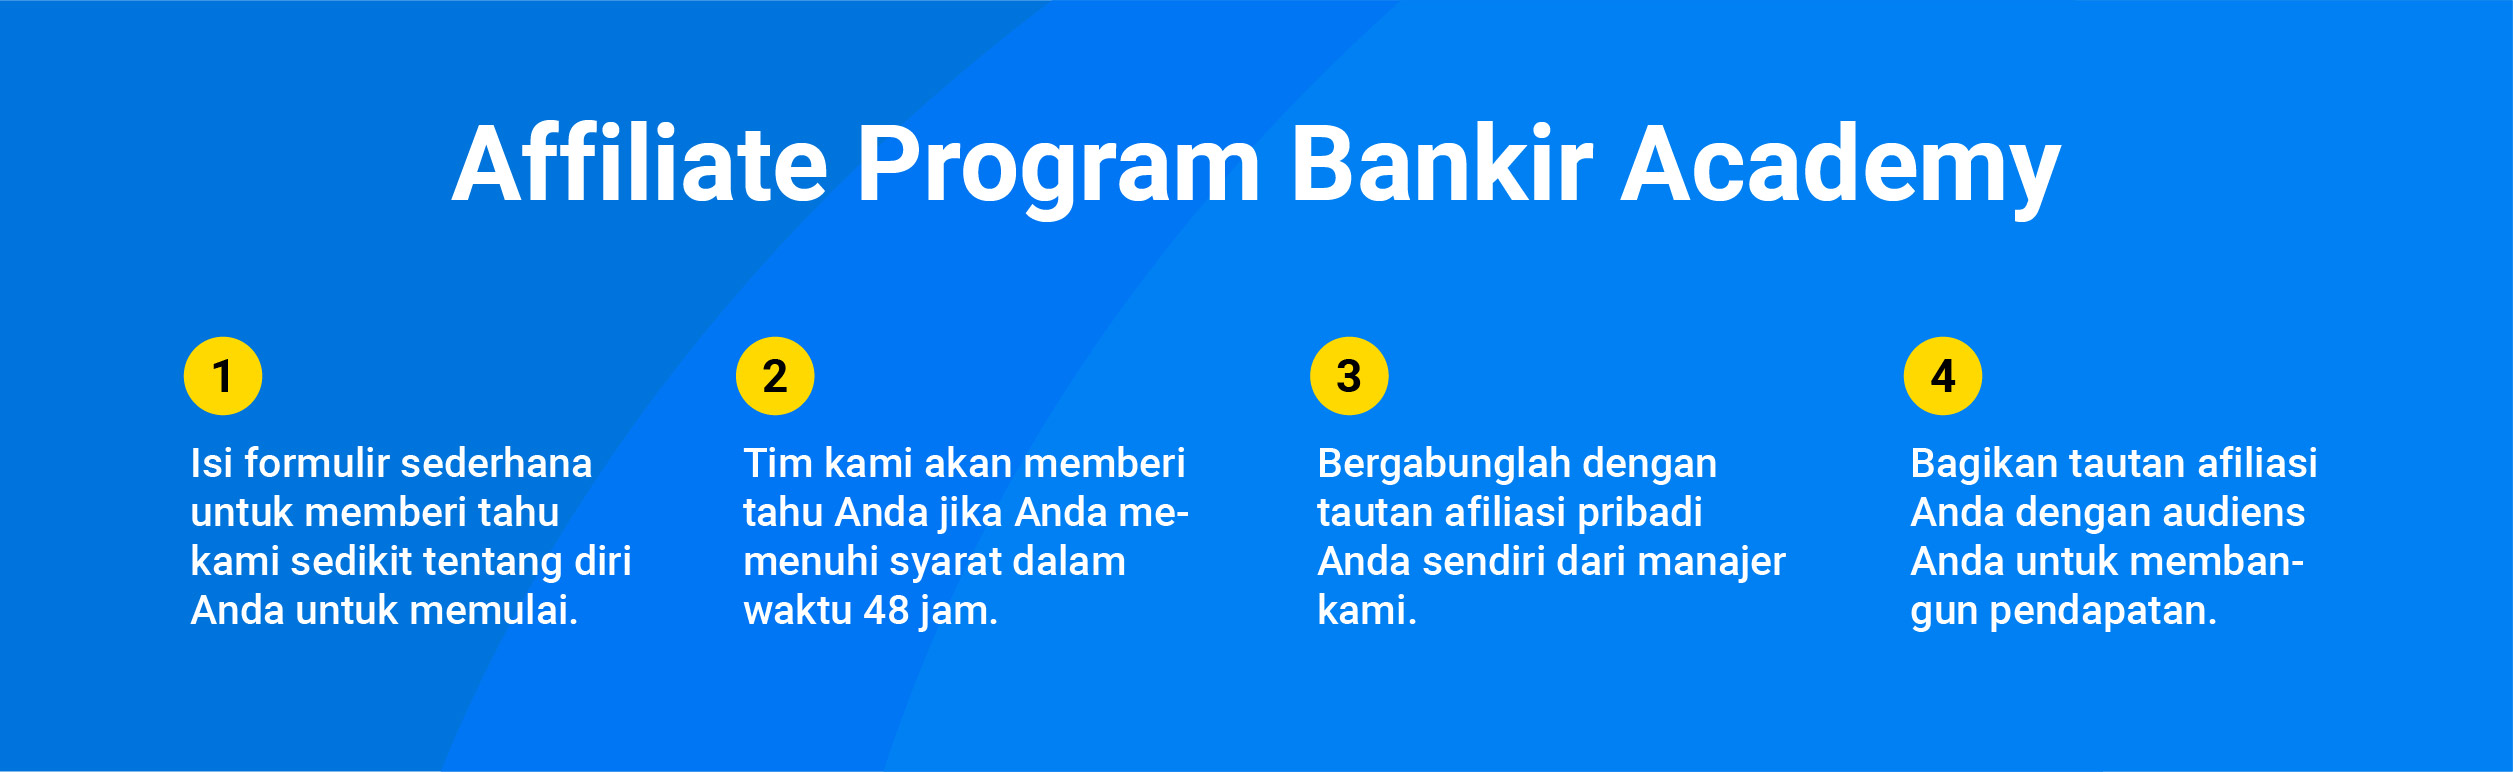 Affiliate Program Bankir Academy
1
Isi formulir sederhana
untuk memberi tahu
kami sedikit tentang diri
Anda untuk memulai.
2
Tim kami akan memberi
tahu Anda jika Anda me-
menuhi syarat dalam
waktu 48 jam.
3
Bergabunglah dengan
tautan afiliasi pribadi
Anda sendiri dari manajer
kami.
4
Bagikan tautan afiliasi
Anda dengan audiens
Anda untuk memban-
gun pendapatan.